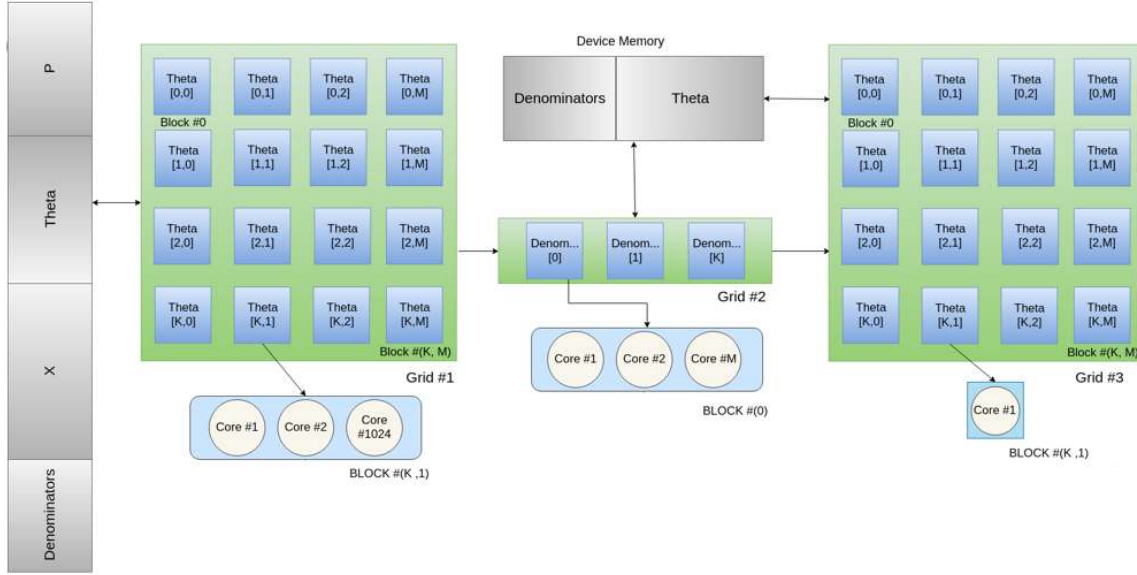 P
Theta
X
Denominators
Theta
[0,0]
Theta
[0,1]
Theta
[0,2]
Theta
[0,M]
Block #0
Theta
[1,0]
Theta
[1,1]
Theta
[1,2]
Theta
[1,M]
Theta
[2,0]
Theta
[2,1]
Theta
[2,2]
Theta
[2,M]
Theta
[K,0]
Theta
[K,1]
Theta
[K,2]
Theta
[K,M]
Block #(K, M)
Grid #1
Core #1
Core #2
Core
#1024
BLOCK #(K ,1)
Device Memory
Denominators
Theta
Denom...
[0]
Denom...
[1]
Denom...
[K]
Grid #2
Core #1
Core #2
Core #M
BLOCK #(0)
Theta
[0,0]
Theta
[0,1]
Theta
[0,2]
Theta
[0,M]
Block #0
Theta
[1,0]
Theta
[1,1]
Theta
[1,2]
Theta
[1,M]
Theta
[2,0]
Theta
[2,1]
Theta
[2,2]
Theta
[2,M]
Theta
[K,0]
Theta
[K,1]
Theta
[K,2]
Theta
[K,M]
Block #(K, M)
Grid #3
Core #1
BLOCK #(K ,1)